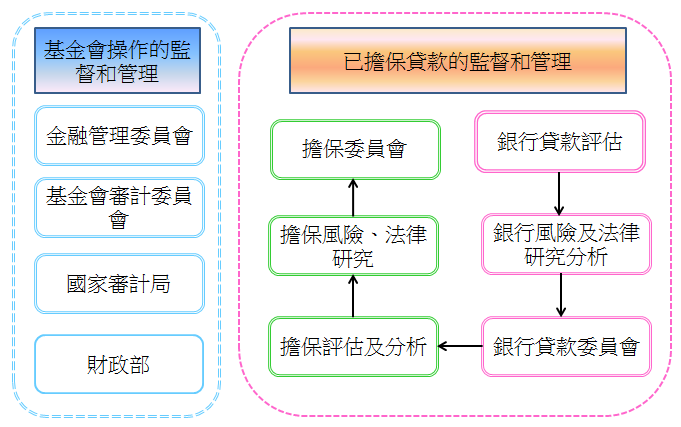 基金會操作的監
督和管理
金融管理委員會
基金會審計委員
會
國家審計局
財政部
已擔保貸款的監督和管理
擔保委員會
銀行貸款評估
擔保風險、法律
研究
銀行風險及法律
研究分析
擔保評估及分析
銀行貸款委員會